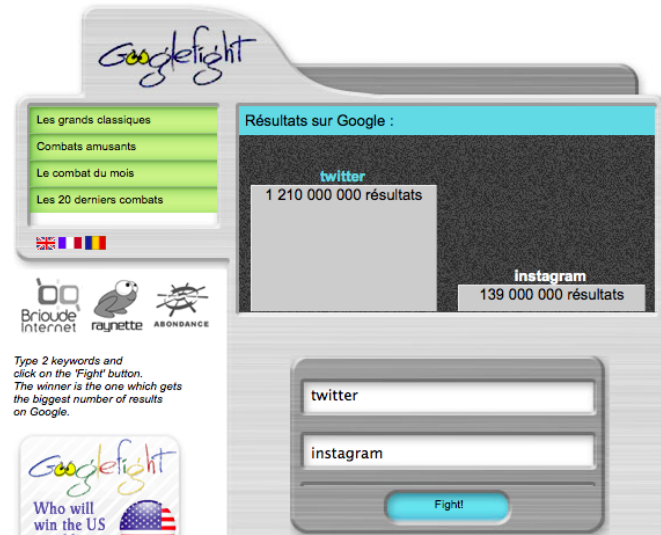 Googlefight
Les grands classiques
Combats amusants
Le combat du mois
Les 20 derniers combats
Résultats sur Google :
twitter
1 210 000 000 résultats
instagram
139 000 000 résultats
Brioude
Internet
raynette
ABONDANCE
Type 2 keywords and
click on the 'Fight' button.
The winner is the one which gets
the biggest number of results
on Google.
twitter
instagram
Fight!
Googlefight
Who will
win the US